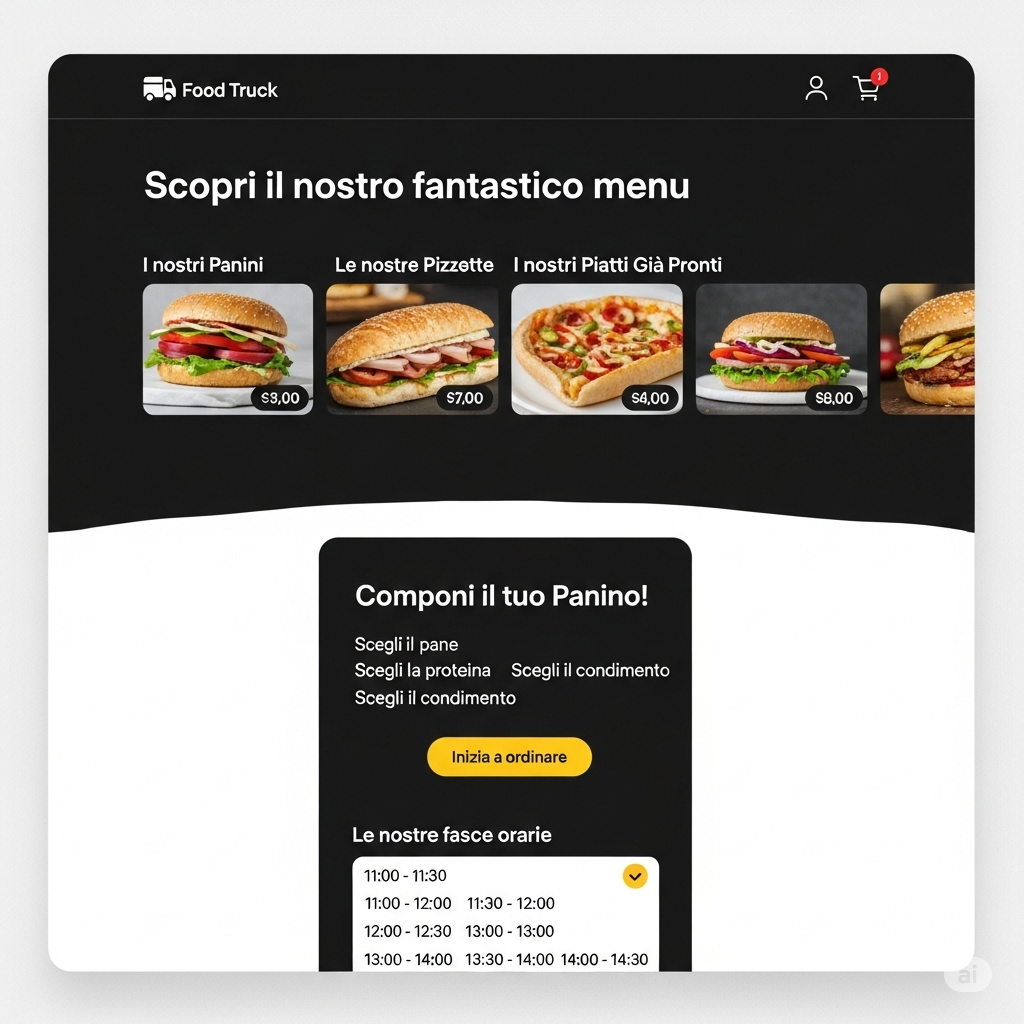 Food Truck
1
Scopri il nostro fantastico menu
I nostri Panini Le nostre Pizzette I nostri Piatti Già Pronti
$3,00 $7,00 $4,00 $8,00
Componi il tuo Panino!
Scegli il pane
Scegli la proteina Scegli il condimento
Scegli il condimento
Inizia a ordinare
Le nostre fasce orarie
11:00 - 11:30
11:00 - 12:00 11:30 - 12:00
12:00 - 12:30 13:00 - 13:00
13:00 - 14:00 13:30 - 14:00 14:00 - 14:30
ai